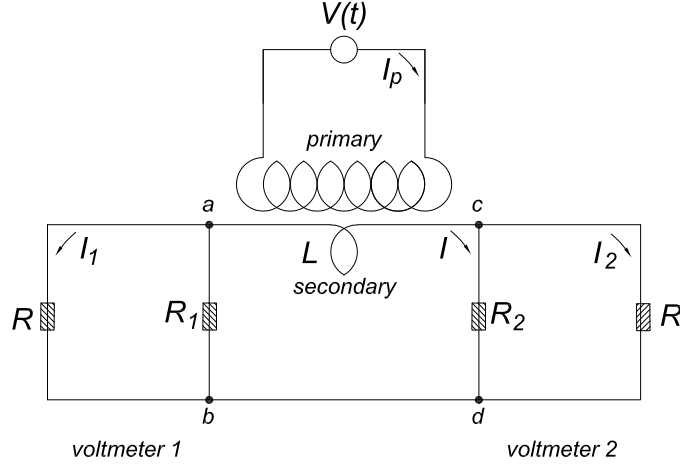 V(t)
I_p
primary
a
c
I_1
L
I
I_2
secondary
R
R_1
R_2
R
b
d
voltmeter 1
voltmeter 2